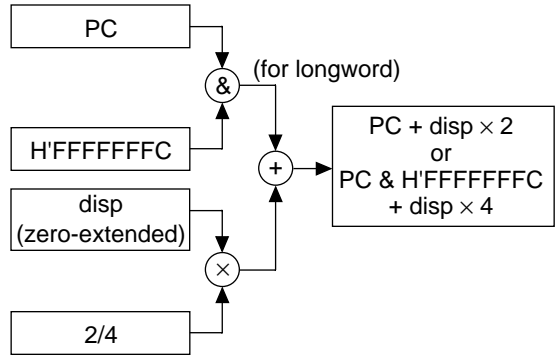 PC
&
(for longword)
H'FFFFFFFC
PC + disp × 2
or
PC & H'FFFFFFFC
+ disp × 4
+
disp
(zero-extended)
×
2/4